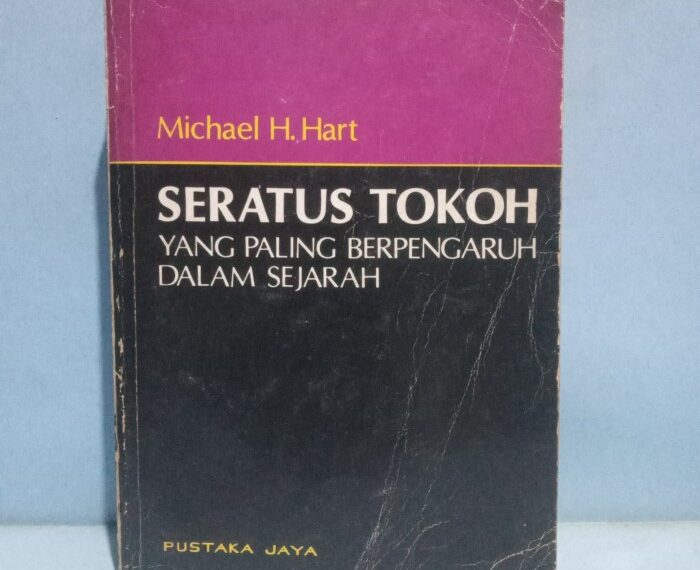 Michael H. Hart
SERATUS TOKOH
YANG PALING BERPENGARUH
DALAM SEJARAH
PUSTAKA JAYA